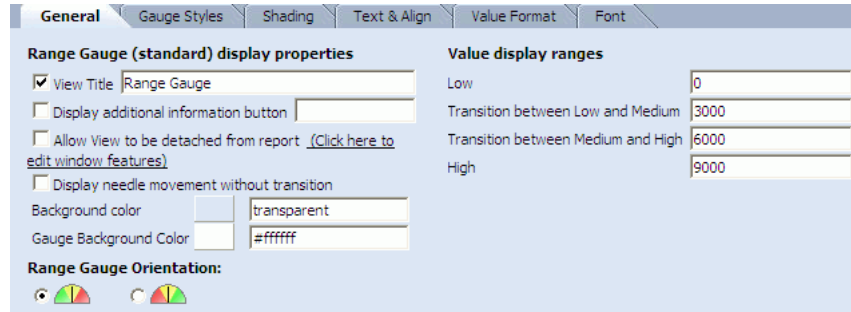 General Gauge Styles Shading Text & Align Value Format Font
Range Gauge (standard) display properties
View Title Range Gauge
Display additional information button
Allow View to be detached from report (Click here to
edit window features)
Display needle movement without transition
Background color transparent
Gauge Background Color #ffffff
Range Gauge Orientation:
Value display ranges
Low 0
Transition between Low and Medium 3000
Transition between Medium and High 6000
High 9000